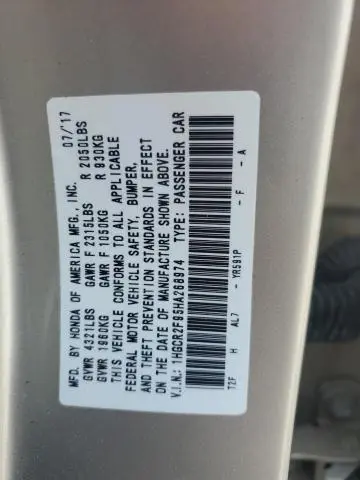 MFD. BY HONDA OF AMERICA MFG., INC. 07/'17
GVWR 4321LBS GAWR F 2315LBS R 2050LBS
GVWR 1960KG GAWR F 1050KG R 930KG
THIS VEHICLE CONFORMS TO ALL APPLICABLE
FEDERAL MOTOR VEHICLE SAFETY, BUMPER,
AND THEFT PREVENTION STANDARDS IN EFFECT
ON THE DATE OF MANUFACTURE SHOWN ABOVE.
V.I.N.: 1HGCR2F95HA268974 TYPE: PASSENGER CAR
T2F H AL7 - YR591P - F - A